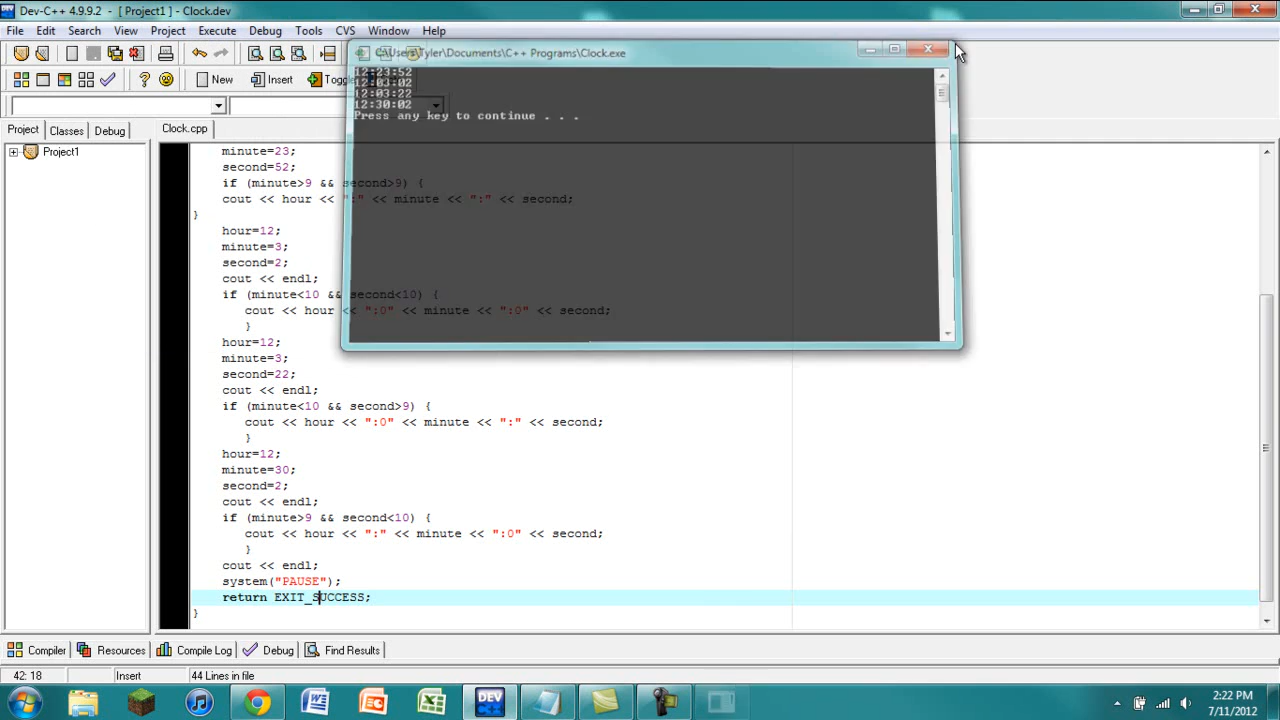 Dev-C++ 4.9.9.2 - [ Project1 ] - Clock.dev
File Edit Search View Project Execute Debug Tools CVS Window Help
New Insert Toggl
Project Classes Debug
Clock.cpp
Project1
C:\Users\Tyler\Documents\C++ Programs\Clock.exe
12:23:52
12:03:02
12:03:22
12:30:02
Press any key to continue . . .
minute=23;
second=52;
if (minute>9 && second>9) {
cout << hour << ":" << minute << ":" << second;
}
hour=12;
minute=3;
second=2;
cout << endl;
if (minute<10 && second<10) {
cout << hour << ":0" << minute << ":0" << second;
}
hour=12;
minute=3;
second=22;
cout << endl;
if (minute<10 && second>9) {
cout << hour << ":0" << minute << ":" << second;
}
hour=12;
minute=30;
second=2;
cout << endl;
if (minute>9 && second<10) {
cout << hour << ":" << minute << ":0" << second;
}
cout << endl;
system("PAUSE");
return EXIT_SUCCESS;
}
Compiler Resources Compile Log Debug Find Results
42: 18 Insert 44 Lines in file
DEV C++
2:22 PM
7/11/2012